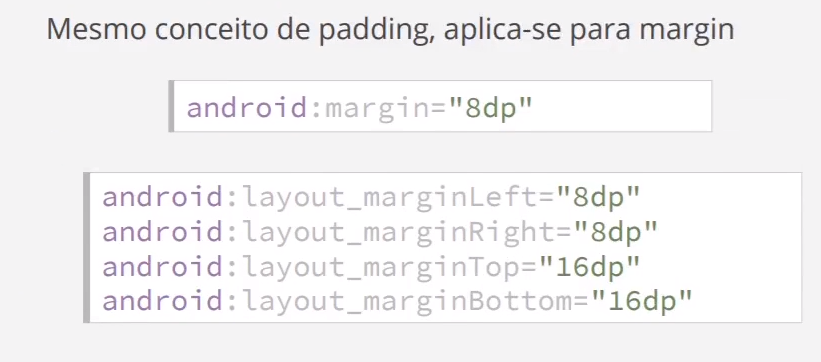 Mesmo conceito de padding, aplica-se para margin
android:margin="8dp"
android:layout_marginLeft="8dp"
android:layout_marginRight="8dp"
android:layout_marginTop="16dp"
android:layout_marginBottom="16dp"